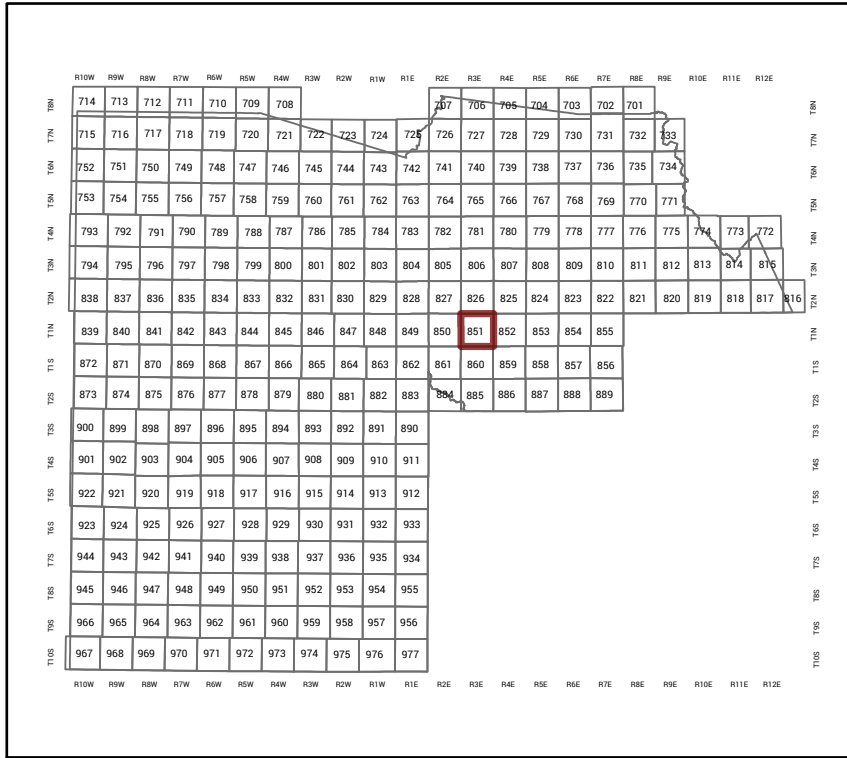 R10W R9W R8W R7W R6W R5W R4W R3W R2W R1W R1E R2E R3E R4E R5E R6E R7E R8E R9E R10E R11E R12E
T8N 714 713 712 711 710 709 708 707 706 705 704 703 702 701 T8N
T7N 715 716 717 718 719 720 721 722 723 724 725 726 727 728 729 730 731 732 733 T7N
T6N 752 751 750 749 748 747 746 745 744 743 742 741 740 739 738 737 736 735 734 T6N
T5N 753 754 755 756 757 758 759 760 761 762 763 764 765 766 767 768 769 770 771 T5N
T4N 793 792 791 790 789 788 787 786 785 784 783 782 781 780 779 778 777 776 775 774 773 772 T4N
T3N 794 795 796 797 798 799 800 801 802 803 804 805 806 807 808 809 810 811 812 813 814 815 T3N
T2N 838 837 836 835 834 833 832 831 830 829 828 827 826 825 824 823 822 821 820 819 818 817 816 T2N
T1N 839 840 841 842 843 844 845 846 847 848 849 850 851 852 853 854 855 T1N
T1S 872 871 870 869 868 867 866 865 864 863 862 861 860 859 858 857 856 T1S
T2S 873 874 875 876 877 878 879 880 881 882 883 884 885 886 887 888 889 T2S
T3S 900 899 898 897 896 895 894 893 892 891 890 T3S
T4S 901 902 903 904 905 906 907 908 909 910 911 T4S
T5S 922 921 920 919 918 917 916 915 914 913 912 T5S
T6S 923 924 925 926 927 928 929 930 931 932 933 T6S
T7S 944 943 942 941 940 939 938 937 936 935 934 T7S
T8S 945 946 947 948 949 950 951 952 953 954 955 T8S
T9S 966 965 964 963 962 961 960 959 958 957 956 T9S
T10S 967 968 969 970 971 972 973 974 975 976 977 T10S
R10W R9W R8W R7W R6W R5W R4W R3W R2W R1W R1E R2E R3E R4E R5E R6E R7E R8E R9E R10E R11E R12E